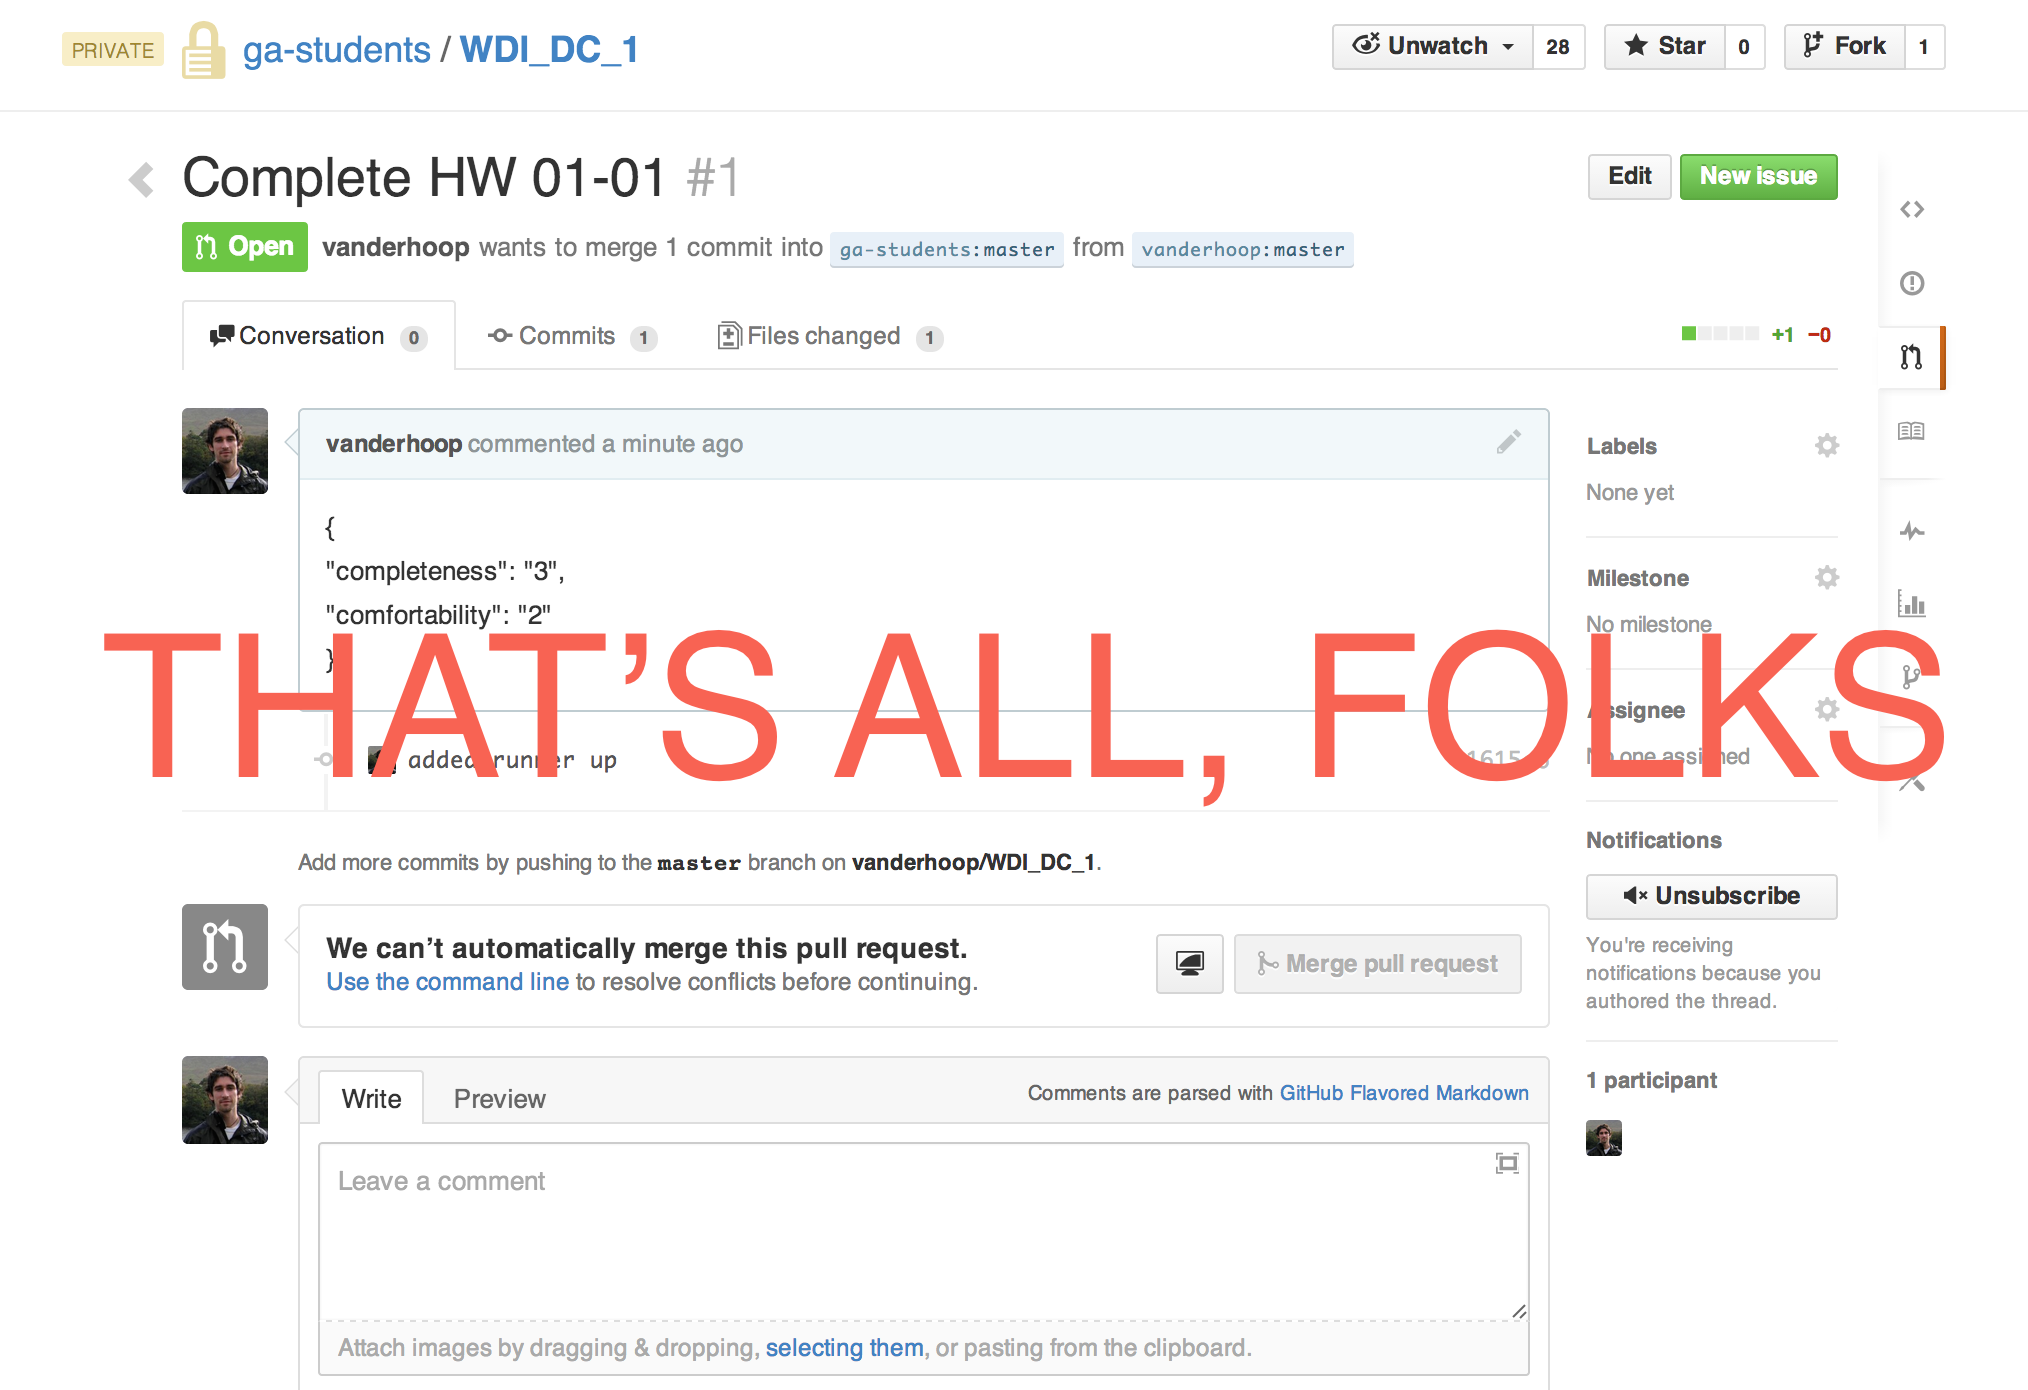 PRIVATE ga-students / WDI_DC_1 Unwatch 28 Star 0 Fork 1
Complete HW 01-01 #1 Edit New issue
Open vanderhoop wants to merge 1 commit into ga-students:master from vanderhoop:master
Conversation 0 Commits 1 Files changed 1 +1 −0
vanderhoop commented a minute ago
{
"completeness": "3",
"comfortability": "2"
}
THAT’S ALL, FOLKS
added runner up
Labels
None yet
Milestone
No milestone
Assignee
No one assigned
Notifications
Unsubscribe
You're receiving
notifications because you
authored the thread.
1 participant
Add more commits by pushing to the master branch on vanderhoop/WDI_DC_1.
We can’t automatically merge this pull request.
Use the command line to resolve conflicts before continuing.
Merge pull request
Write Preview Comments are parsed with GitHub Flavored Markdown
Leave a comment
Attach images by dragging & dropping, selecting them, or pasting from the clipboard.